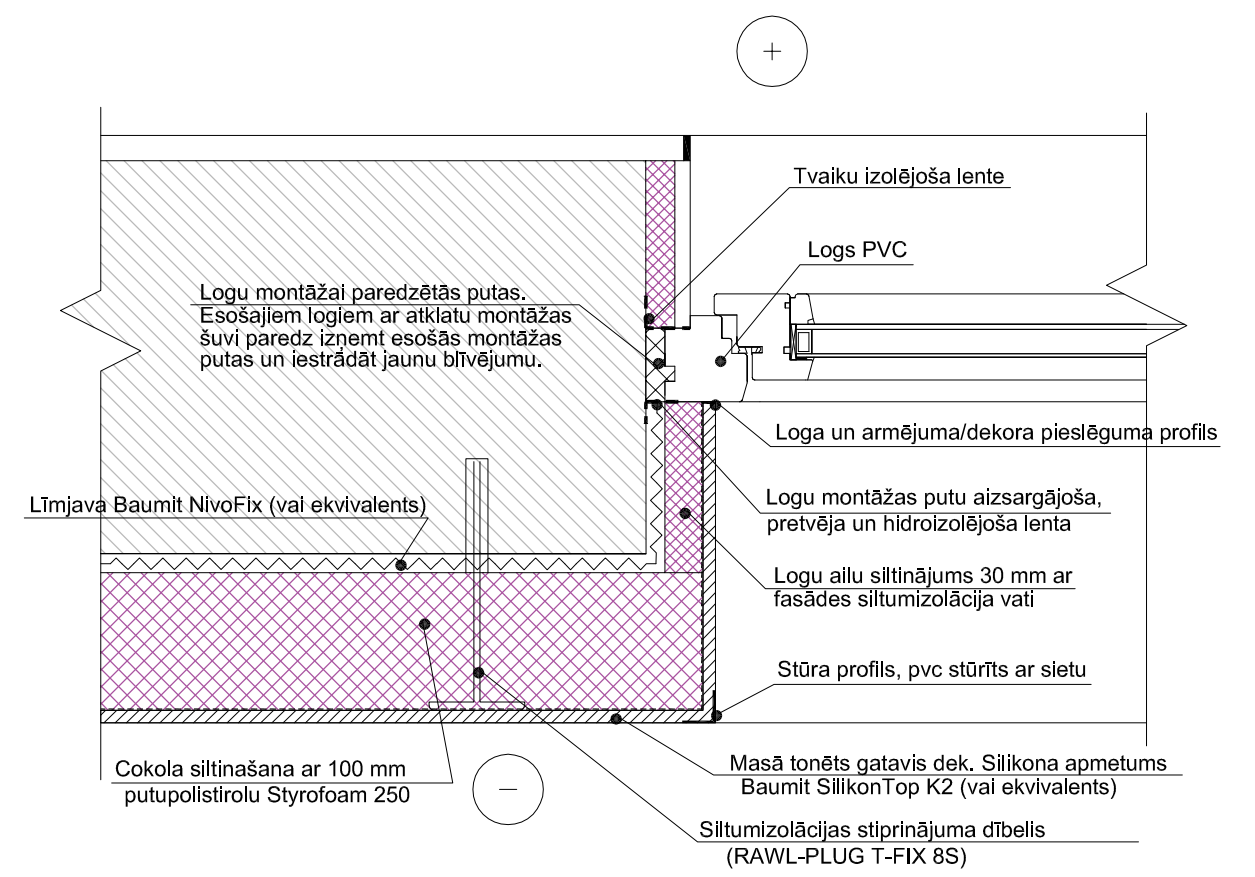 +
Tvaiku izolējoša lente
Logs PVC
Logu montāžai paredzētās putas.
Esošajiem logiem ar atklatu montāžas
šuvi paredz izņemt esošās montāžas
putas un iestrādāt jaunu blīvējumu.
Loga un armējuma/dekora pieslēguma profils
Līmjava Baumit NivoFix (vai ekvivalents)
Logu montāžas putu aizsargājoša,
pretvēja un hidroizolējoša lenta
Logu ailu siltinājums 30 mm ar
fasādes siltumizolācija vati
Stūra profils, pvc stūrīts ar sietu
Cokola siltinašana ar 100 mm
putupolistirolu Styrofoam 250
−
Masā tonēts gatavis dek. Silikona apmetums
Baumit SilikonTop K2 (vai ekvivalents)
Siltumizolācijas stiprinājuma dībelis
(RAWL-PLUG T-FIX 8S)